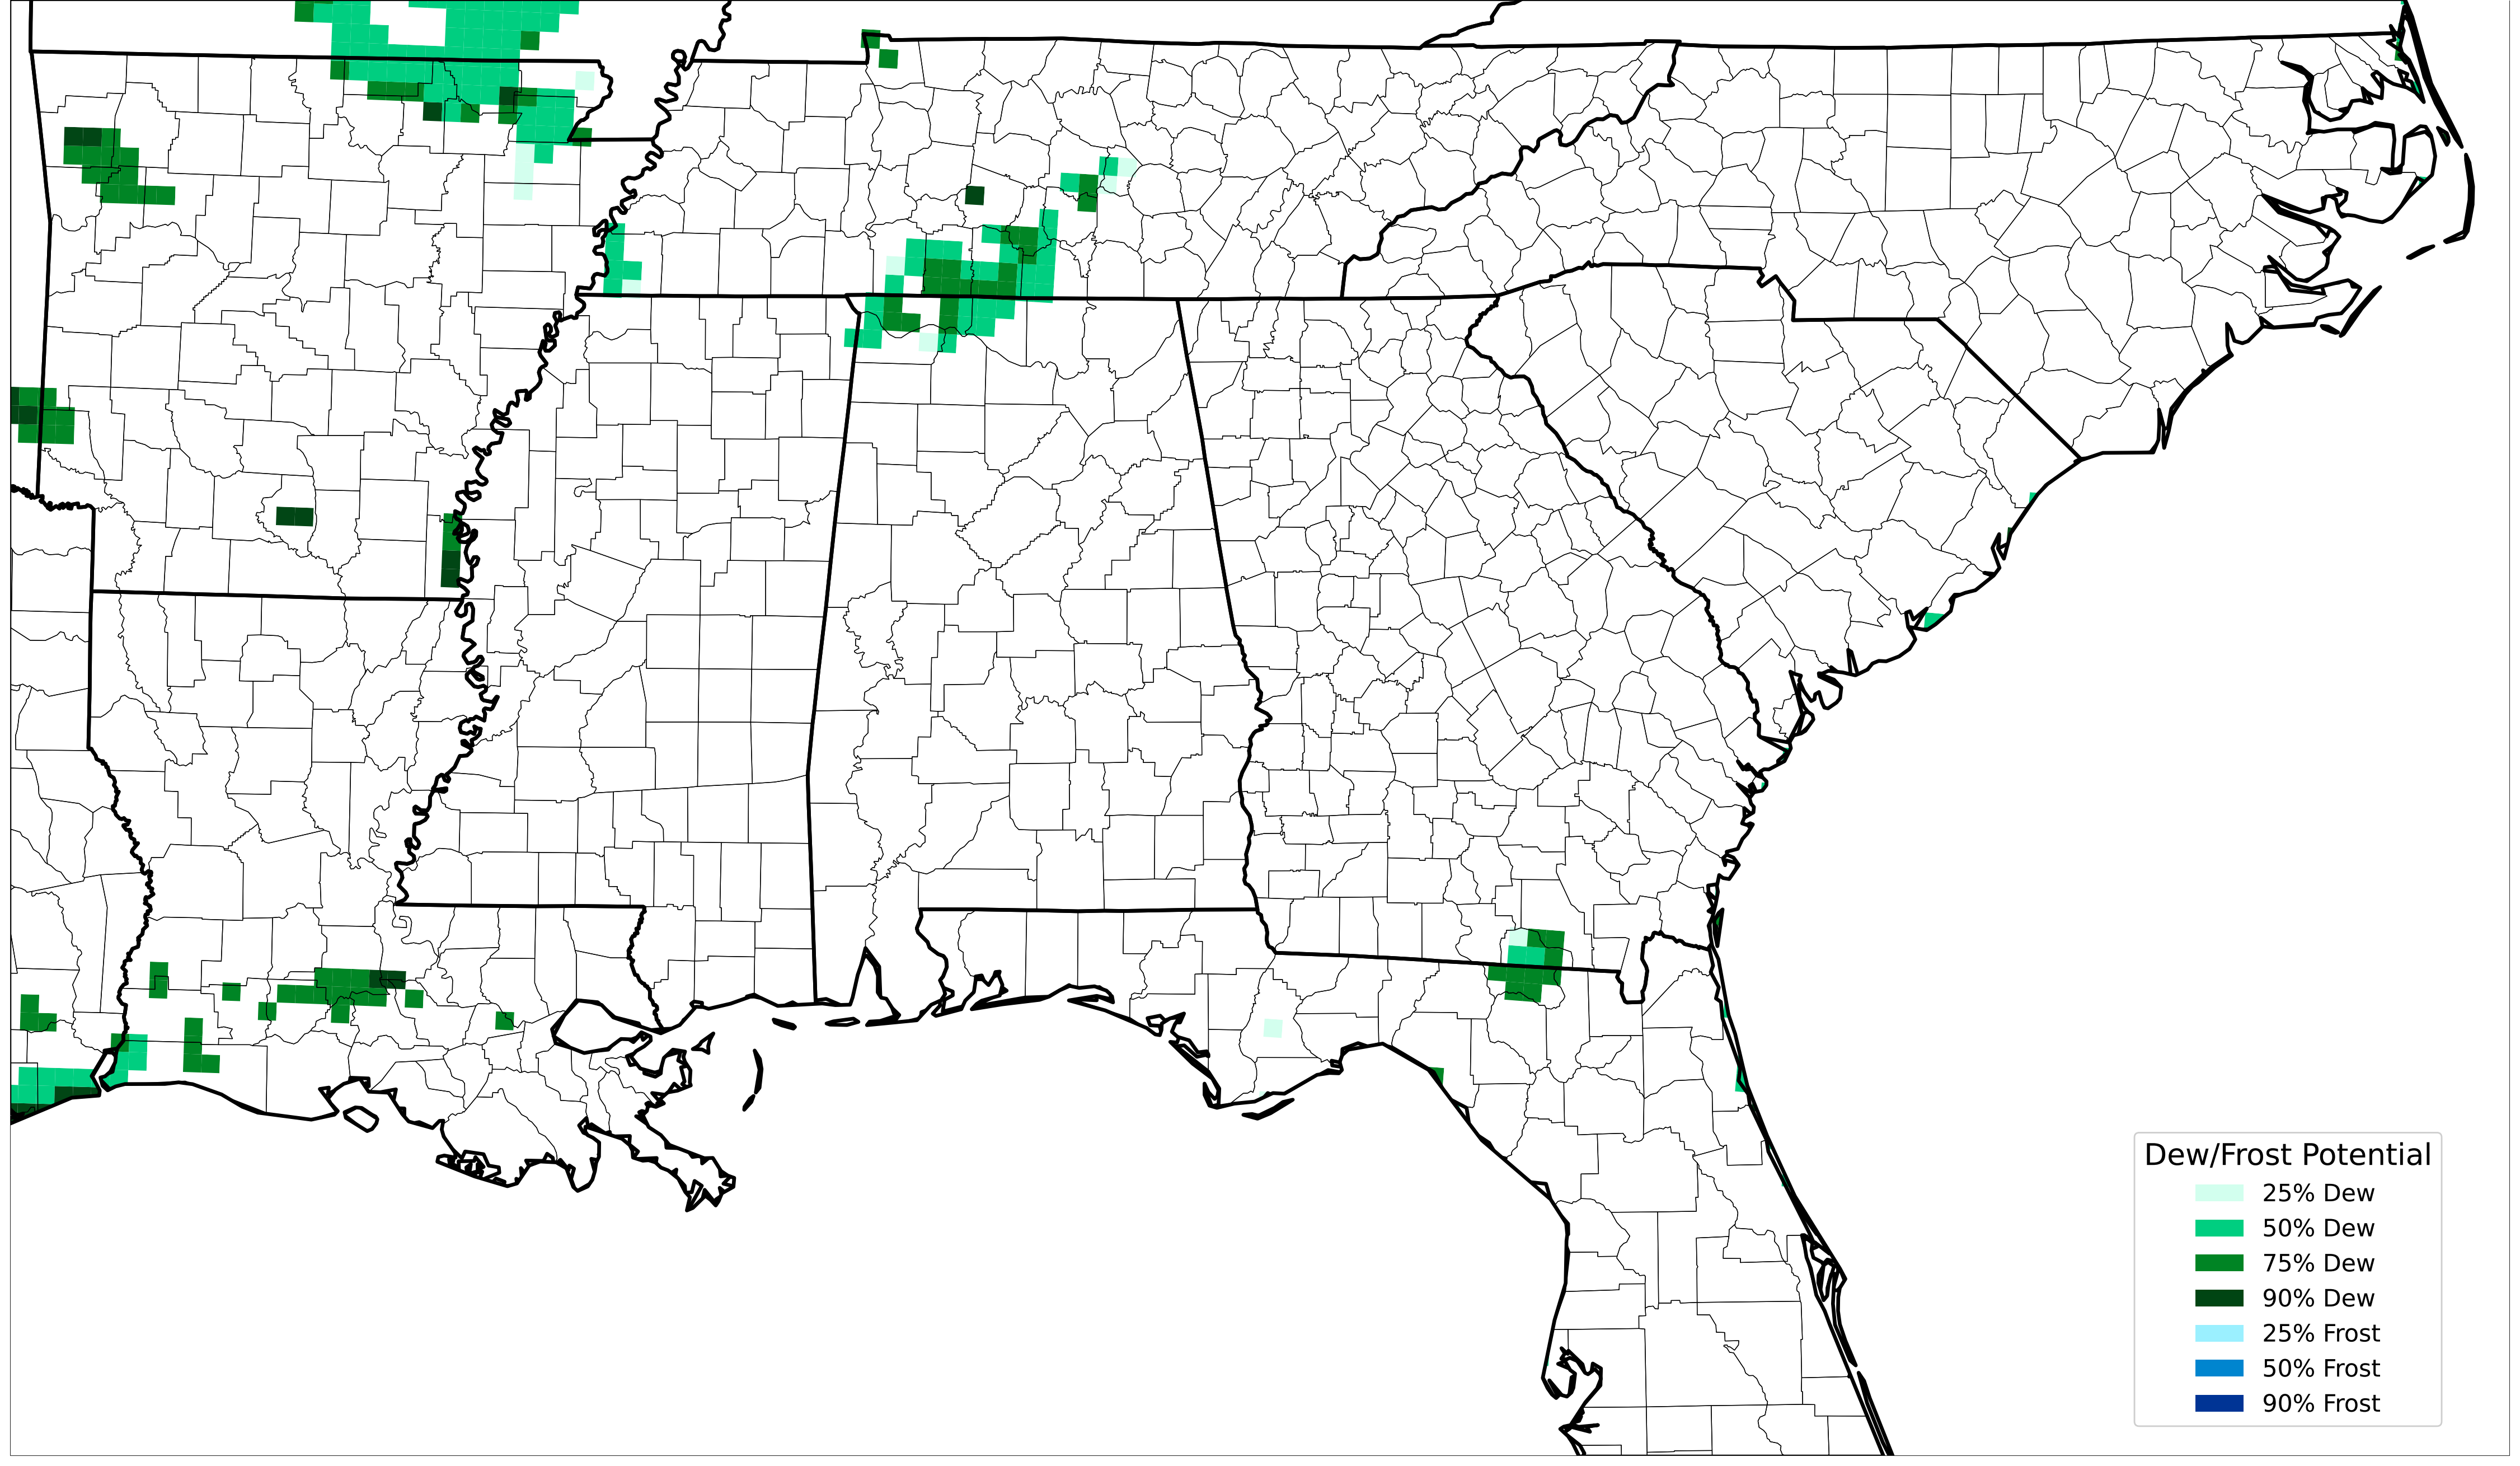 Dew/Frost Potential
25% Dew
50% Dew
75% Dew
90% Dew
25% Frost
50% Frost
90% Frost